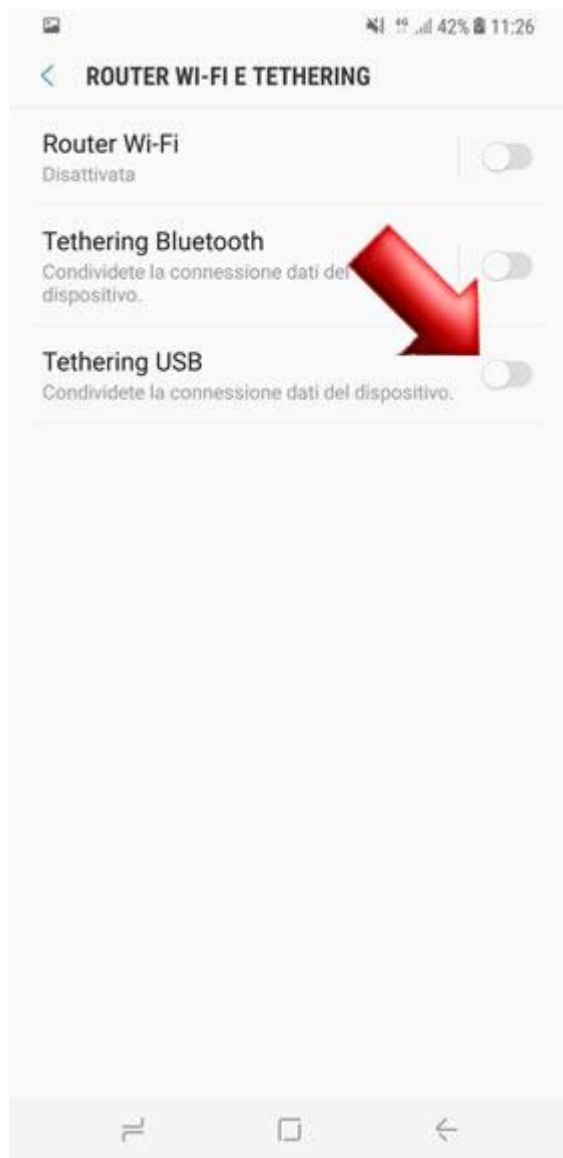 42% 11:26
ROUTER WI-FI E TETHERING
Router Wi-Fi
Disattivata
Tethering Bluetooth
Condividete la connessione dati del
dispositivo.
Tethering USB
Condividete la connessione dati del dispositivo.